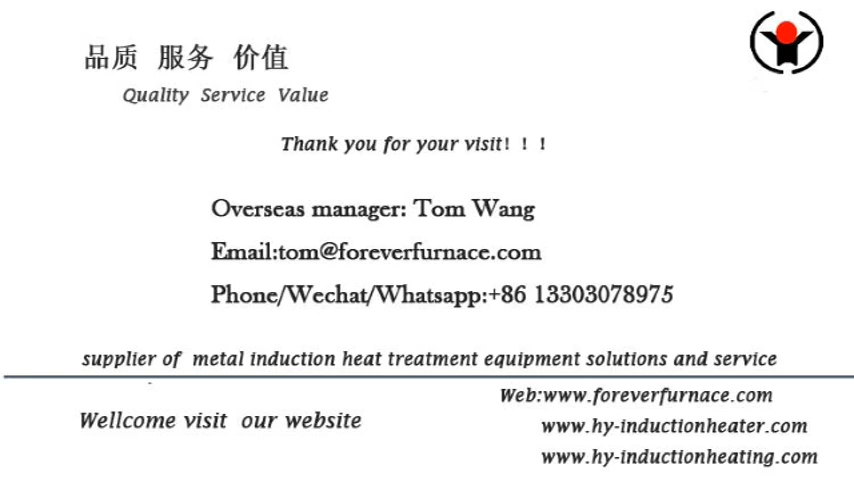 品质 服务 价值
Quality Service Value
Thank you for your visit！！！
Overseas manager: Tom Wang
Email:tom@foreverfurnace.com
Phone/Wechat/Whatsapp:+86 13303078975
supplier of metal induction heat treatment equipment solutions and service
Web:www.foreverfurnace.com
Wellcome visit our website
www.hy-inductionheater.com
www.hy-inductionheating.com